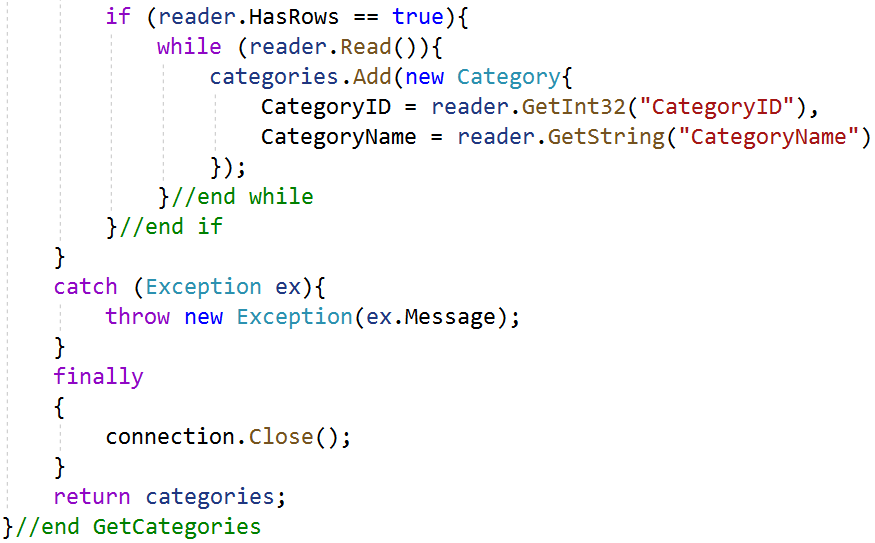 if (reader.HasRows == true){
while (reader.Read()){
categories.Add(new Category{
CategoryID = reader.GetInt32("CategoryID"),
CategoryName = reader.GetString("CategoryName")
});
}//end while
}//end if
}
catch (Exception ex){
throw new Exception(ex.Message);
}
finally
{
connection.Close();
}
return categories;
}//end GetCategories